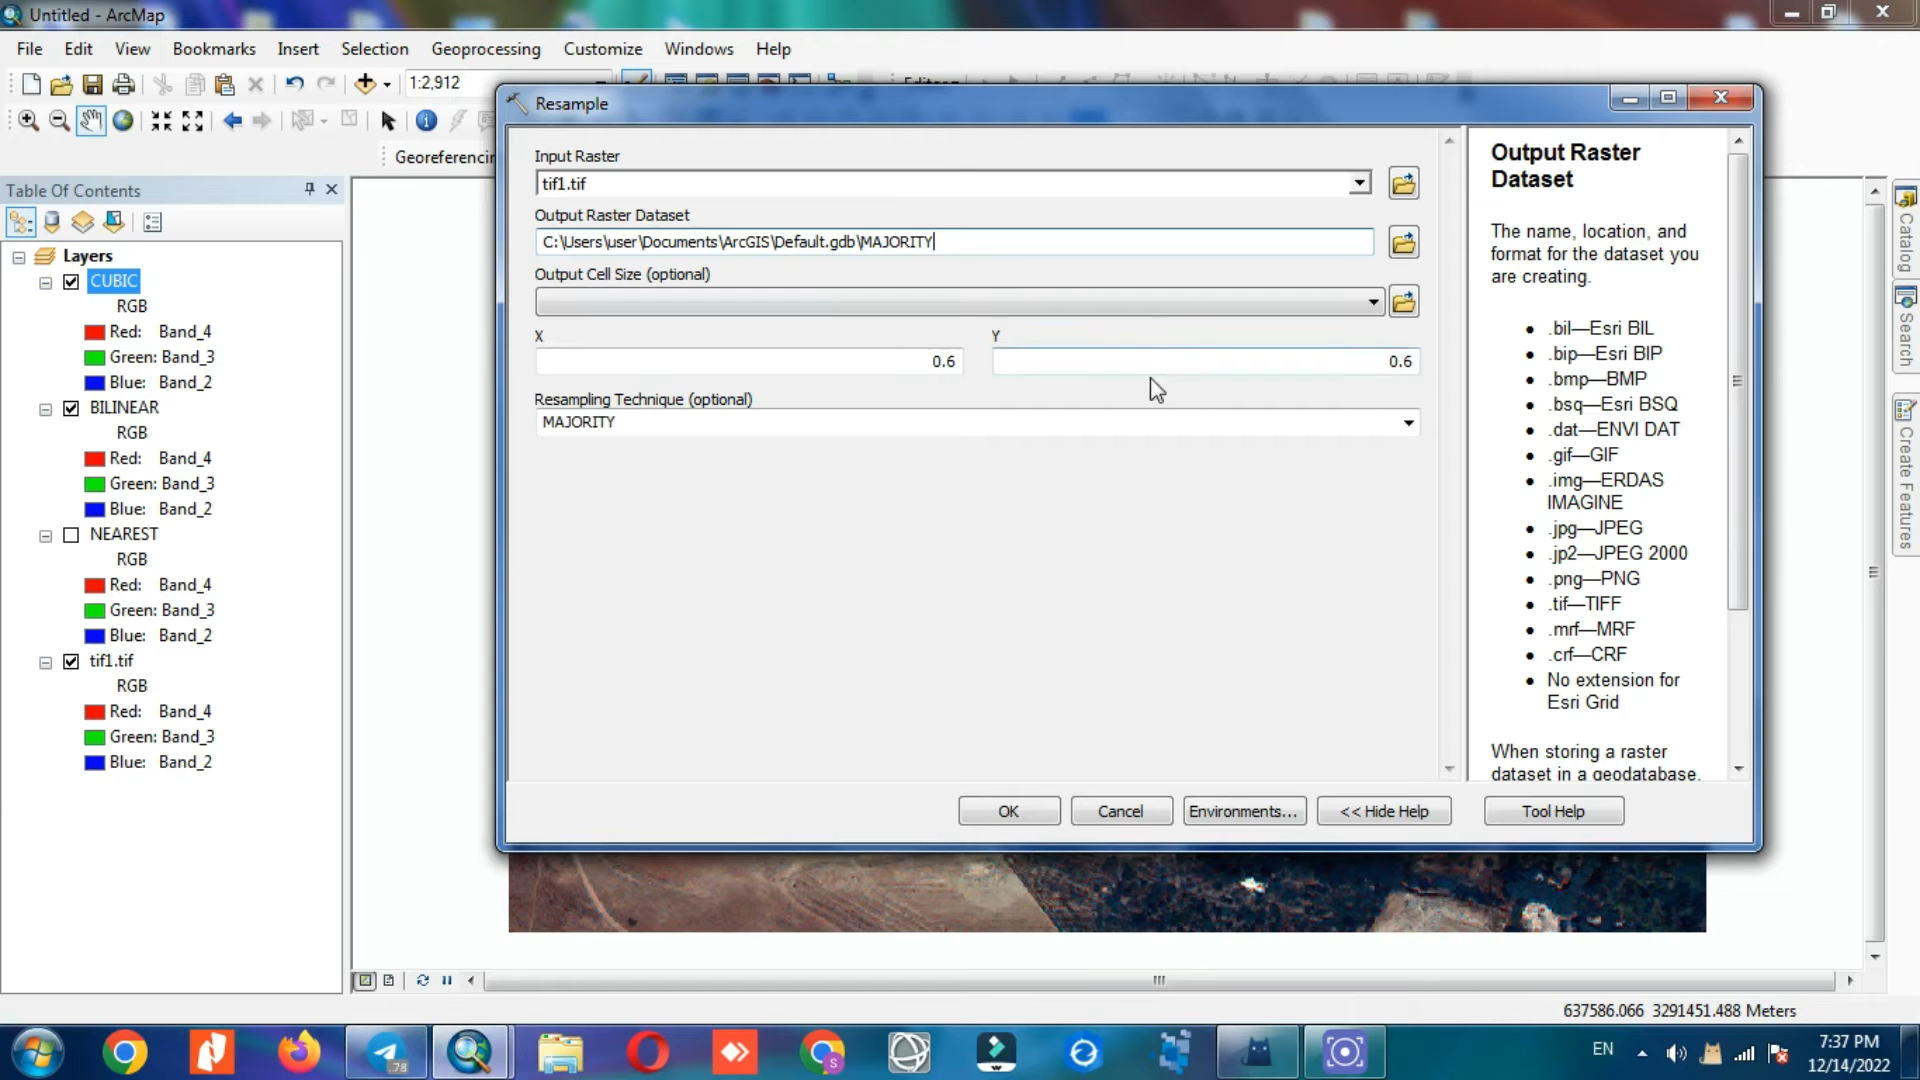 Untitled - ArcMap
File Edit View Bookmarks Insert Selection Geoprocessing Customize Windows Help
1:2,912
Georeferencin
Table Of Contents
Layers
CUBIC
RGB
Red: Band_4
Green: Band_3
Blue: Band_2
BILINEAR
RGB
Red: Band_4
Green: Band_3
Blue: Band_2
NEAREST
RGB
Red: Band_4
Green: Band_3
Blue: Band_2
tif1.tif
RGB
Red: Band_4
Green: Band_3
Blue: Band_2
Resample
Input Raster
tif1.tif
Output Raster Dataset
C:\Users\user\Documents\ArcGIS\Default.gdb\MAJORITY
Output Cell Size (optional)
X Y
0.6 0.6
Resampling Technique (optional)
MAJORITY
OK Cancel Environments... << Hide Help Tool Help
Output Raster
Dataset
The name, location, and
format for the dataset you
are creating.
.bil—Esri BIL
.bip—Esri BIP
.bmp—BMP
.bsq—Esri BSQ
.dat—ENVI DAT
.gif—GIF
.img—ERDAS
IMAGINE
.jpg—JPEG
.jp2—JPEG 2000
.png—PNG
.tif—TIFF
.mrf—MRF
.crf—CRF
No extension for
Esri Grid
When storing a raster
dataset in a geodatabase,
Catalog
Search
Create Features
637586.066 3291451.488 Meters
.78
S
W
EN
7:37 PM
12/14/2022